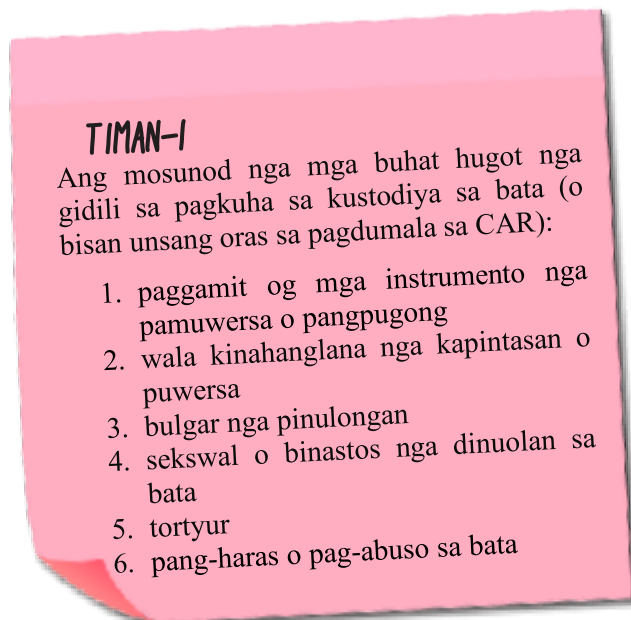 TIMAN-I
Ang mosunod nga mga buhat hugot nga
gidili sa pagkuha sa kustodiya sa bata (o
bisan unsang oras sa pagdumala sa CAR):
1. paggamit og mga instrumento nga
pamuwersa o pangpugong
2. wala kinahanglana nga kapintasan o
puwersa
3. bulgar nga pinulongan
4. sekswal o binastos nga dinuolan sa
bata
5. tortyur
6. pang-haras o pag-abuso sa bata